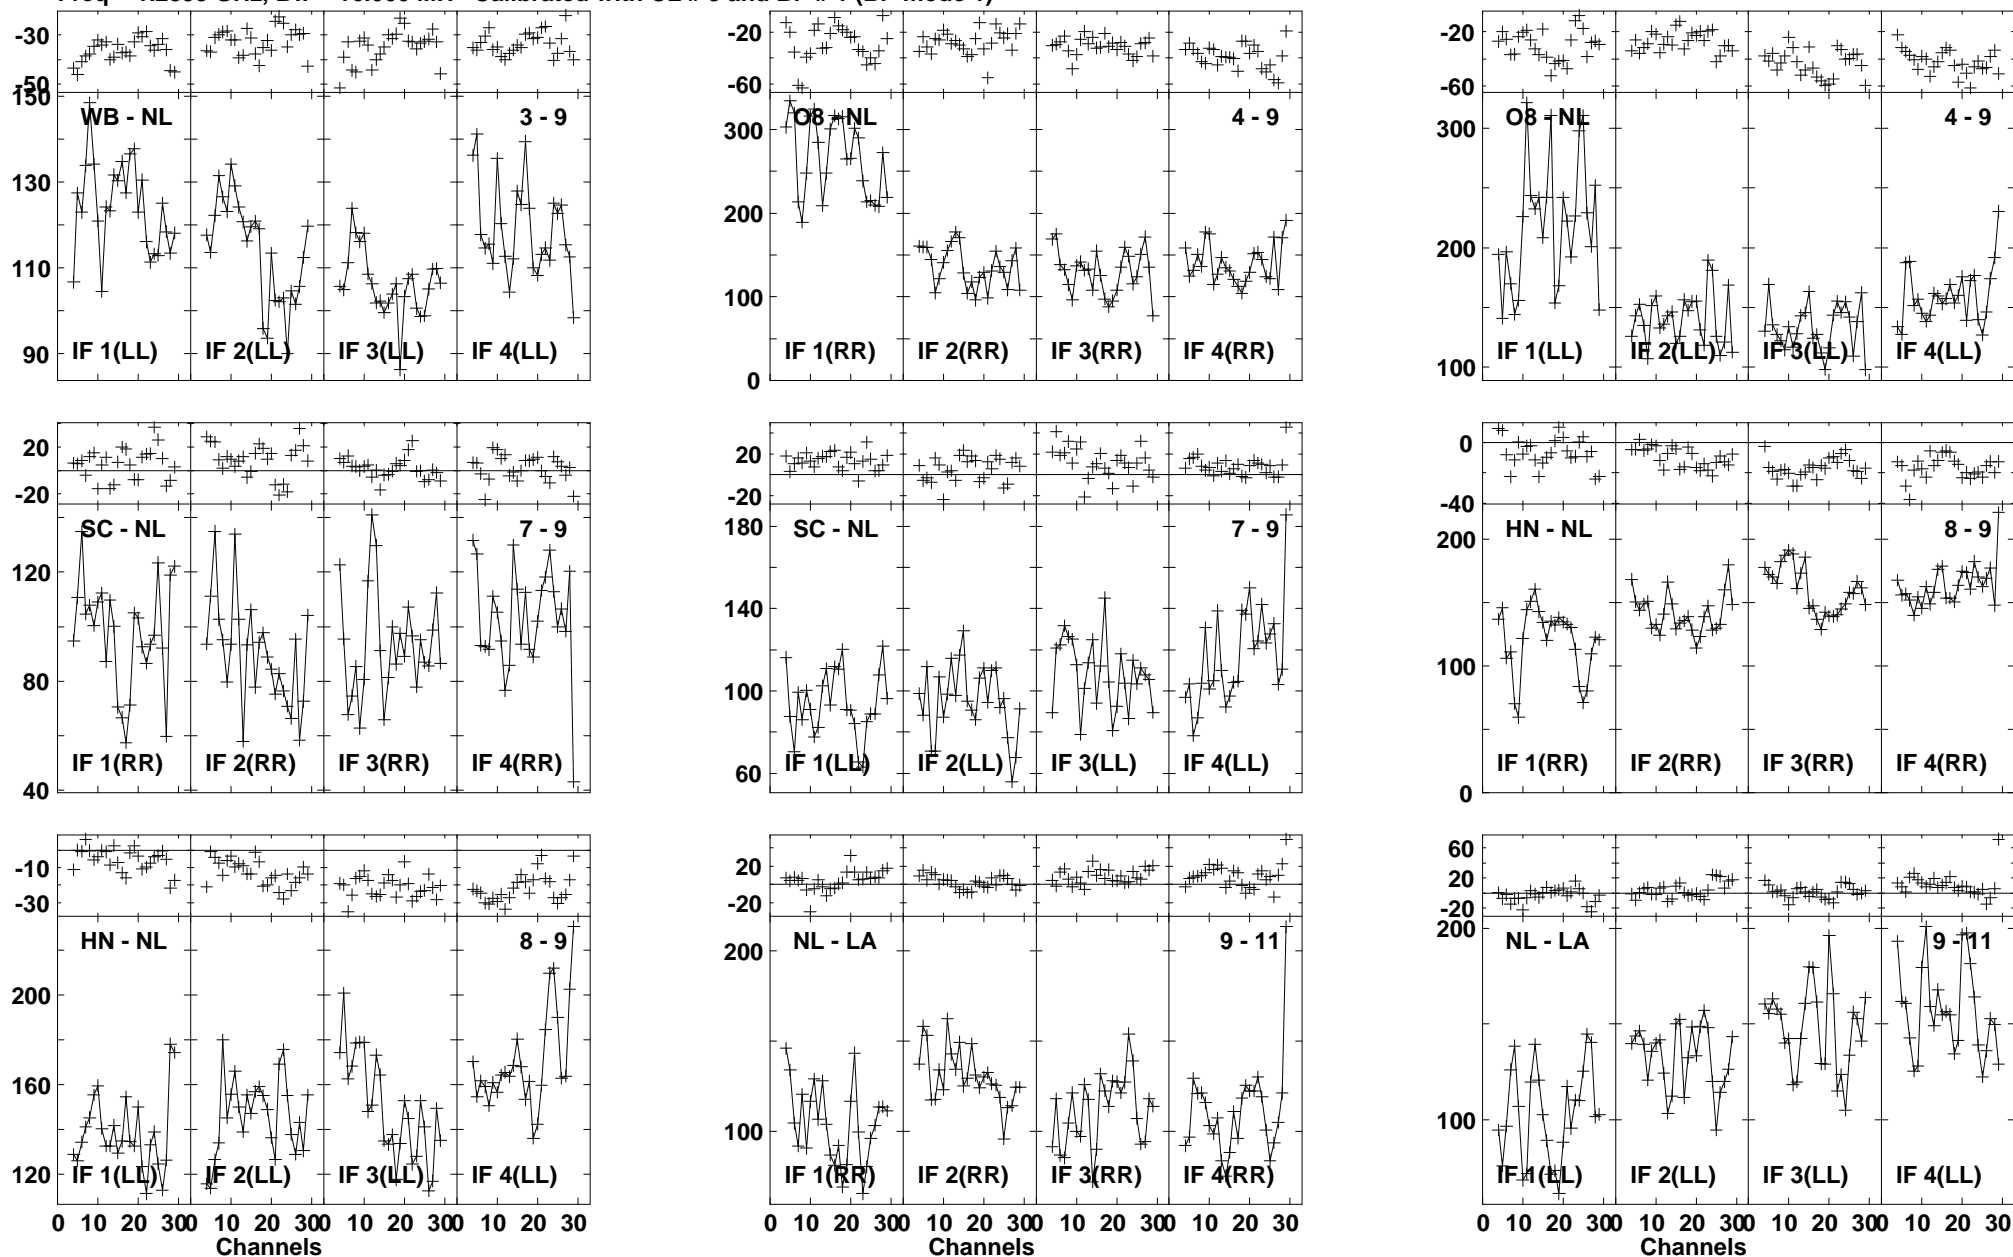 -30
-50
150
WB - NL
3 - 9
130
110
90
IF 1(LL)
IF 2(LL)
IF 3(LL)
IF 4(LL)
-20
-60
O8 - NL
4 - 9
300
200
100
0
IF 1(RR)
IF 2(RR)
IF 3(RR)
IF 4(RR)
-20
-60
O8 - NL
4 - 9
300
200
100
IF 1(LL)
IF 2(LL)
IF 3(LL)
IF 4(LL)
20
-20
SC - NL
7 - 9
120
80
40
IF 1(RR)
IF 2(RR)
IF 3(RR)
IF 4(RR)
20
-20
180
SC - NL
7 - 9
140
100
60
IF 1(LL)
IF 2(LL)
IF 3(LL)
IF 4(LL)
0
-40
HN - NL
8 - 9
200
100
0
IF 1(RR)
IF 2(RR)
IF 3(RR)
IF 4(RR)
-10
-30
HN - NL
8 - 9
200
160
120
IF 1(LL)
IF 2(LL)
IF 3(LL)
IF 4(LL)
0 10 20 30 0 10 20 30 0 10 20 30 0 10 20 30
Channels
20
-20
NL - LA
9 - 11
200
100
IF 1(RR)
IF 2(RR)
IF 3(RR)
IF 4(RR)
0 10 20 30 0 10 20 30 0 10 20 30 0 10 20 30
Channels
60
20
-20
200
NL - LA
9 - 11
100
IF 1(LL)
IF 2(LL)
IF 3(LL)
IF 4(LL)
0 10 20 30 0 10 20 30 0 10 20 30 0 10 20 30
Channels